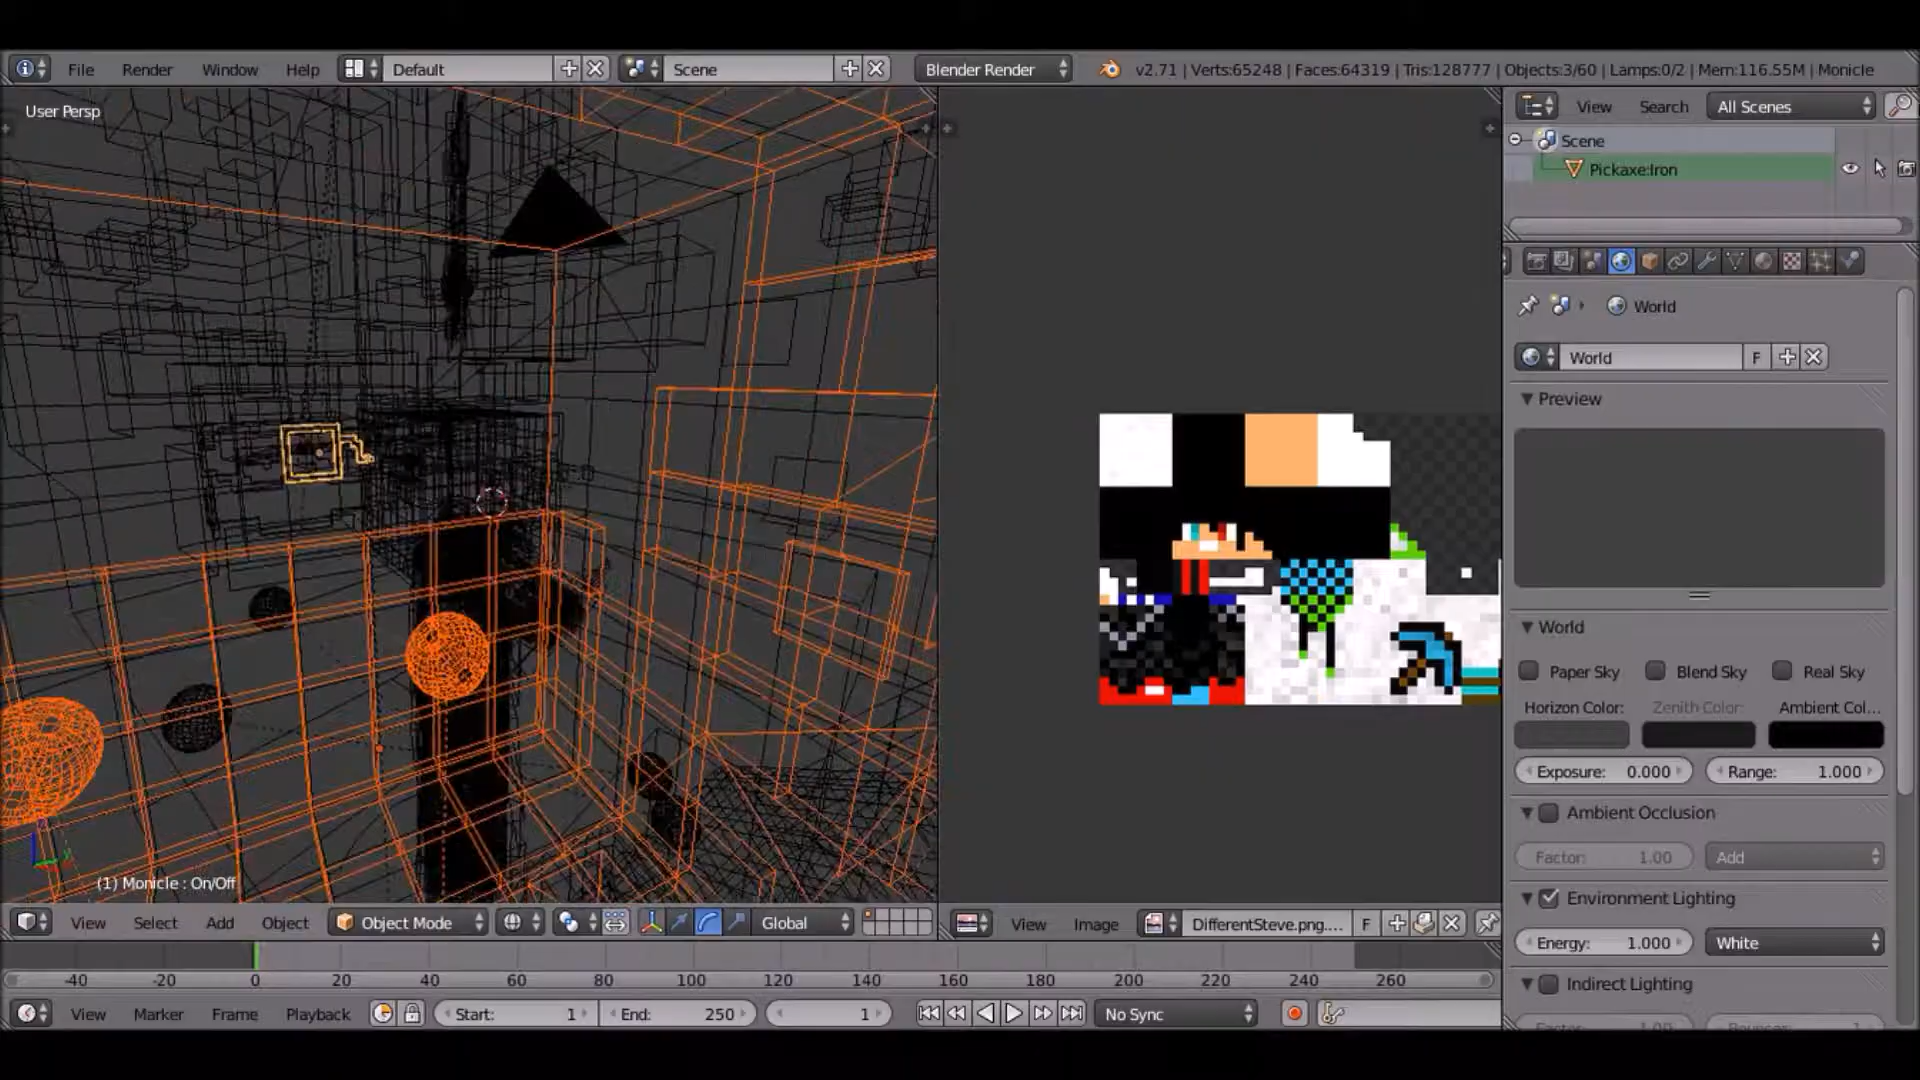 File Render Window Help Default Scene Blender Render v2.71 | Verts:65248 | Faces:64319 | Tris:128777 | Objects:3/60 | Lamps:0/2 | Mem:116.55M | Monicle
User Persp
View Search All Scenes
Scene
Pickaxe:Iron
World
World F
Preview
World
Paper Sky Blend Sky Real Sky
Horizon Color: Zenith Color: Ambient Col...
Exposure: 0.000 Range: 1.000
Ambient Occlusion
Factor: 1.00 Add
Environment Lighting
Energy: 1.000 White
Indirect Lighting
(1) Monicle : On/Off
View Select Add Object Object Mode Global
View Image DifferentSteve.png.... F
-40 -20 0 20 40 60 80 100 120 140 160 180 200 220 240 260
View Marker Frame Playback Start: 1 End: 250 1 No Sync